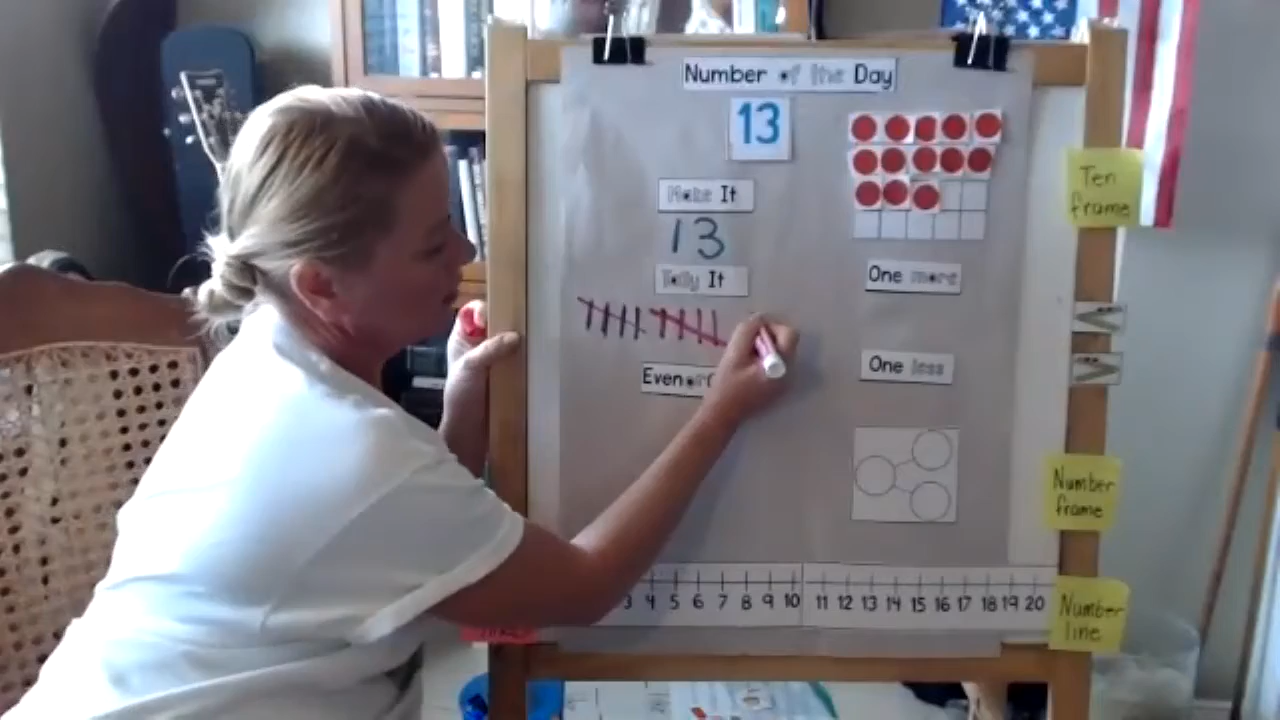 Number of the Day
13
Make It
13
Tally It
Even or
One more
One less
Ten
frame
Number
frame
3 4 5 6 7 8 9 10 11 12 13 14 15 16 17 18 19 20
Number
line